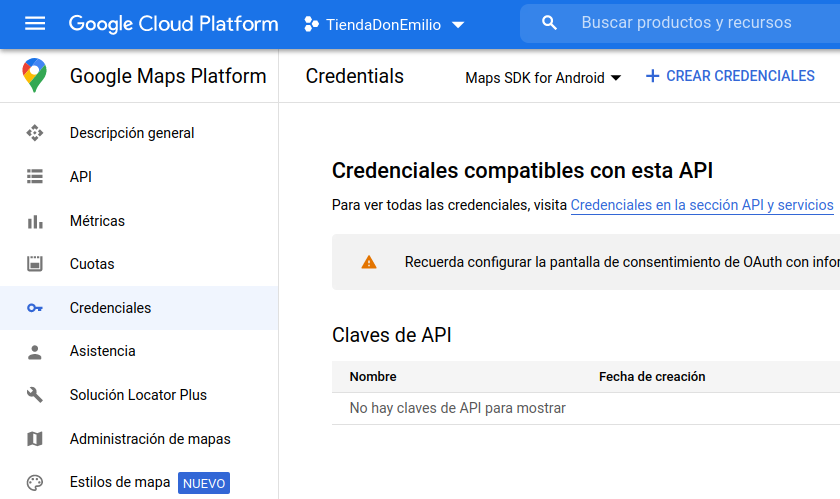 Google Cloud Platform
TiendaDonEmilio
Buscar productos y recursos
Google Maps Platform
Credentials
Maps SDK for Android
CREAR CREDENCIALES
Descripción general
API
Métricas
Cuotas
Credenciales
Asistencia
Solución Locator Plus
Administración de mapas
Estilos de mapa NUEVO
Credenciales compatibles con esta API
Para ver todas las credenciales, visita Credenciales en la sección API y servicios
Recuerda configurar la pantalla de consentimiento de OAuth con infor
Claves de API
Nombre Fecha de creación
No hay claves de API para mostrar